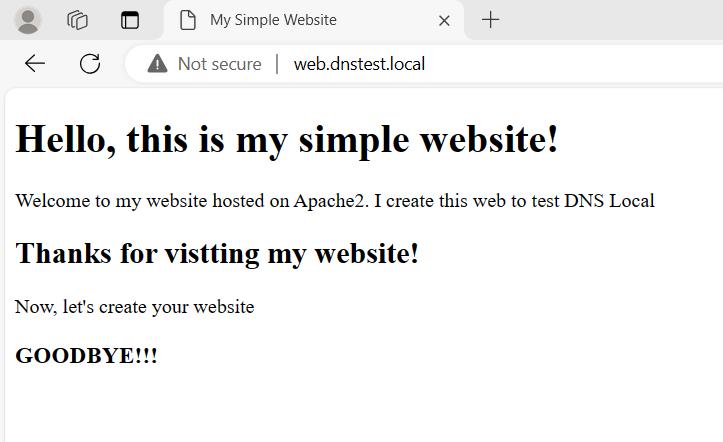 My Simple Website
Not secure | web.dnstest.local
Hello, this is my simple website!
Welcome to my website hosted on Apache2. I create this web to test DNS Local
Thanks for vistting my website!
Now, let's create your website
GOODBYE!!!